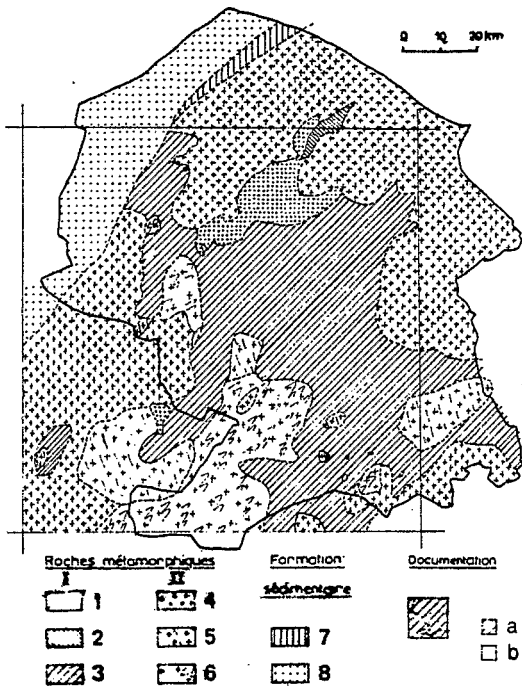 0 10 20 km
Roches métamorphiques
Formation
sédimentaire
Documentation
I II
1
2
3
4
5
6
7
8
a
b